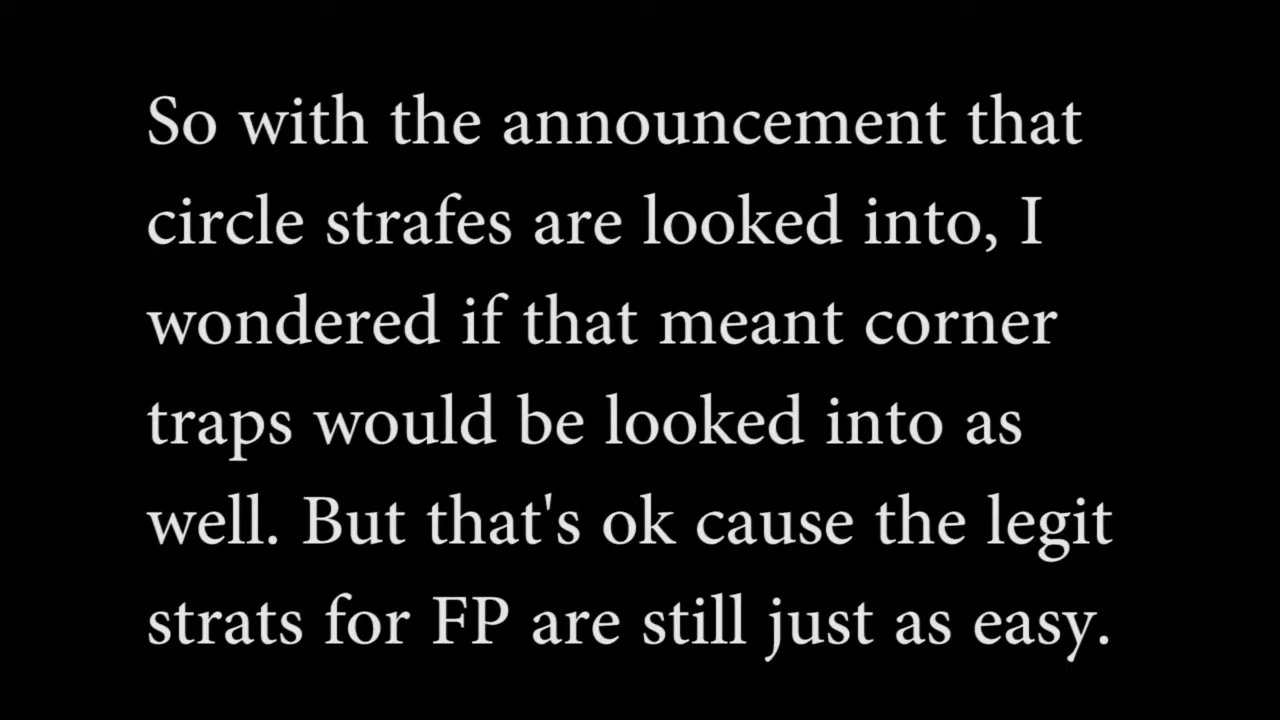 So with the announcement that
circle strafes are looked into, I
wondered if that meant corner
traps would be looked into as
well. But that's ok cause the legit
strats for FP are still just as easy.